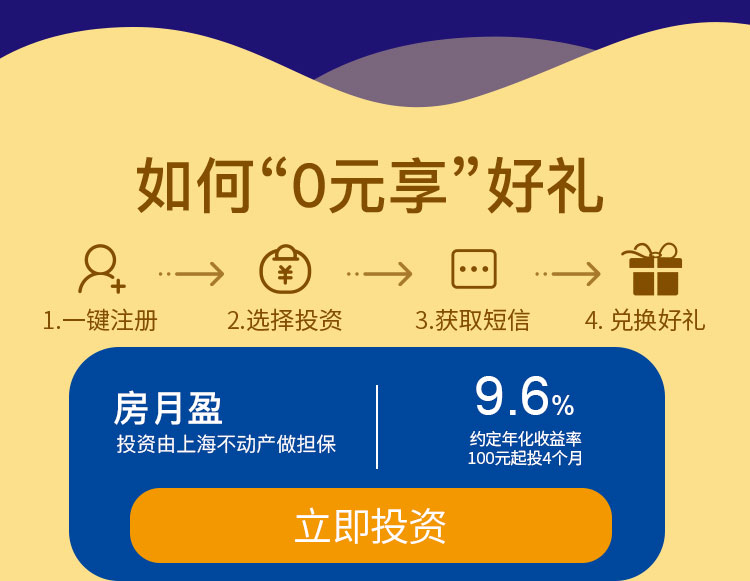 如何“0元享”好礼
1.一键注册
2.选择投资
3.获取短信
4. 兑换好礼
房月盈
投资由上海不动产做担保
9.6%
约定年化收益率
100元起投4个月
立即投资